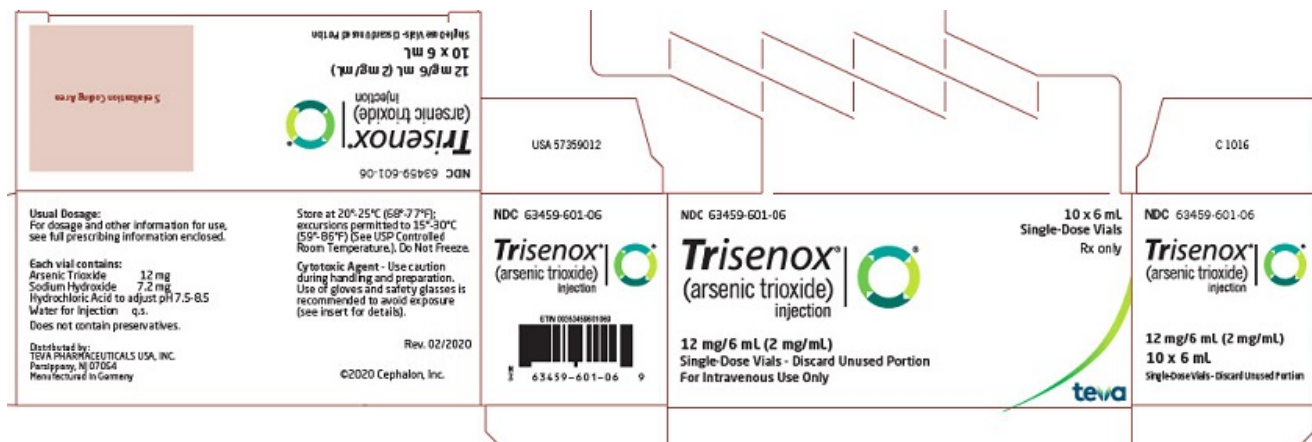 Serialization Coding Area
NDC 63459-601-06
Trisenox®
(arsenic trioxide)
injection
12 mg/6 mL (2 mg/mL)
10 x 6 mL
Single-Dose Vials - Discard Unused Portion
Usual Dosage:
For dosage and other information for use,
see full prescribing information enclosed.
Each vial contains:
Arsenic Trioxide 12 mg
Sodium Hydroxide 7.2 mg
Hydrochloric Acid to adjust pH 7.5-8.5
Water for Injection q.s.
Does not contain preservatives.
Distributed by:
TEVA PHARMACEUTICALS USA, INC.
Parsippany, NJ 07054
Manufactured in Germany
Store at 20°-25°C (68°-77°F);
excursions permitted to 15°-30°C
(59°-86°F) (See USP Controlled
Room Temperature.). Do Not Freeze.
Cytotoxic Agent - Use caution
during handling and preparation.
Use of gloves and safety glasses is
recommended to avoid exposure
(see insert for details).
Rev. 02/2020
©2020 Cephalon, Inc.
USA 57359012
NDC 63459-601-06
Trisenox®
(arsenic trioxide)
injection
63459-601-06 9
NDC 63459-601-06
Trisenox®
(arsenic trioxide)
injection
12 mg/6 mL (2 mg/mL)
Single-Dose Vials - Discard Unused Portion
For Intravenous Use Only
10 x 6 mL
Single-Dose Vials
Rx only
teva
C 1016
NDC 63459-601-06
Trisenox®
(arsenic trioxide)
injection
12 mg/6 mL (2 mg/mL)
10 x 6 mL
Single-Dose Vials - Discard Unused Portion